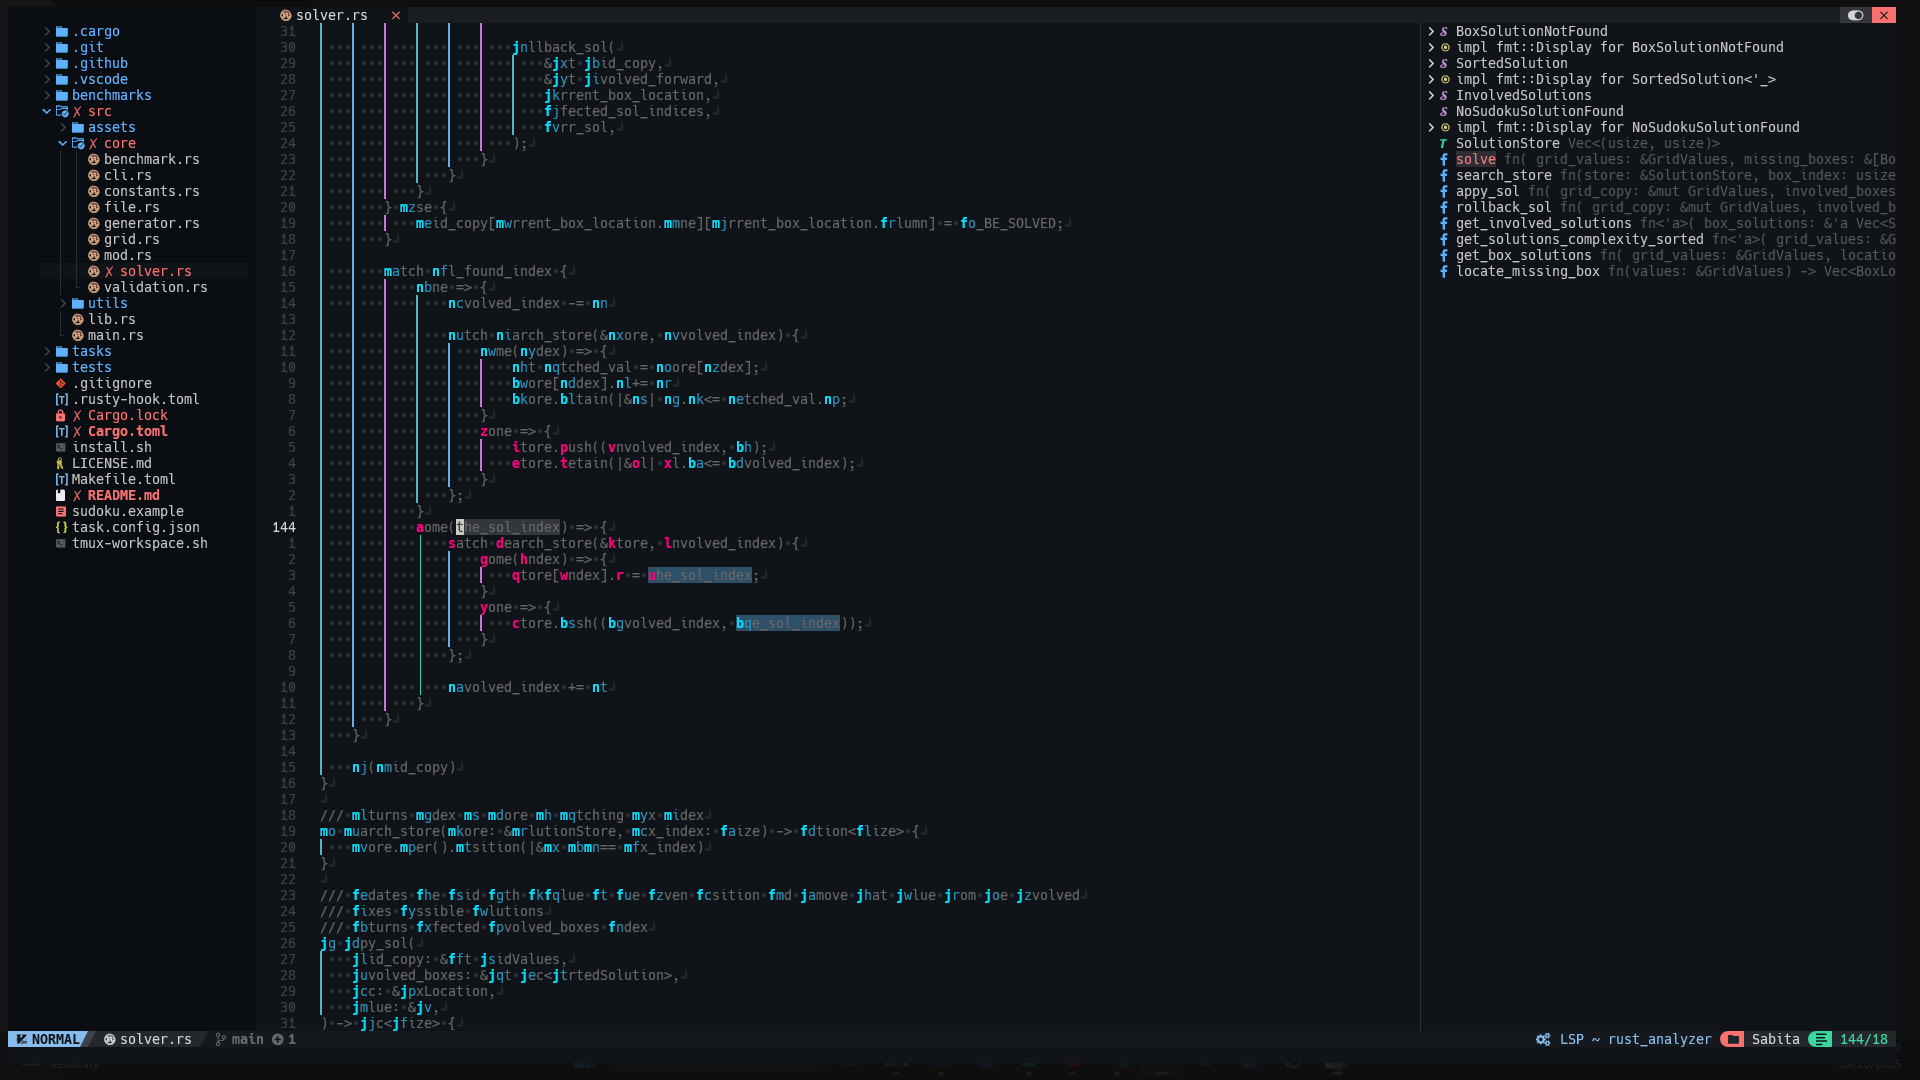 solver.rs ✕
.cargo
.git
.github
.vscode
benchmarks
✗ src
assets
✗ core
benchmark.rs
cli.rs
constants.rs
file.rs
generator.rs
grid.rs
mod.rs
✗ solver.rs
validation.rs
utils
lib.rs
main.rs
tasks
tests
.gitignore
.rusty-hook.toml
✗ Cargo.lock
✗ Cargo.toml
install.sh
LICENSE.md
Makefile.toml
✗ README.md
sudoku.example
task.config.json
tmux-workspace.sh
31
30 jnllback_sol(
29 &jxt jbid_copy,
28 &jyt jivolved_forward,
27 jkrrent_box_location,
26 fjfected_sol_indices,
25 fvrr_sol,
24 );
23 }
22 }
21 }
20 } mzse {
19 meid_copy[mwrrent_box_location.mmne][mjrrent_box_location.frlumn] = fo_BE_SOLVED;
18 }
17
16 match nfl_found_index {
15 nbne => {
14 ncvolved_index -= nn
13
12 nutch niarch_store(&nxore, nvvolved_index) {
11 nwme(nydex) => {
10 nht nqtched_val = noore[nzdex];
9 bwore[nddex].nl+= nr
8 bkore.bltain(|&ns| ng.nk<= netched_val.np;
7 }
6 zone => {
5 itore.push((vnvolved_index, bh);
4 etore.tetain(|&ol| xl.ba<= bdvolved_index);
3 }
2 };
1 }
144 aome(the_sol_index) => {
1 satch dearch_store(&ktore, lnvolved_index) {
2 gome(hndex) => {
3 qtore[wndex].r = uhe_sol_index;
4 }
5 yone => {
6 ctore.bssh((bgvolved_index, bqe_sol_index));
7 }
8 };
9
10 navolved_index += nt
11 }
12 }
13 }
14
15 nj(nmid_copy)
16 }
17
18 /// mlturns mgdex ms mdore mh mqtching myx midex
19 mo muarch_store(mkore: &mrlutionStore, mcx_index: faize) -> fdtion<flize> {
20 mvore.mper().mtsition(|&mx mbmn== mfx_index)
21 }
22
23 /// fedates fhe fsid fgth fkfqlue ft fue fzven fcsition fmd jamove jhat jwlue jrom joe jzvolved
24 /// fixes fyssible fwlutions
25 /// fbturns fxfected fpvolved_boxes fndex
26 jg jdpy_sol(
27 jlid_copy: &fft jsidValues,
28 juvolved_boxes: &jqt jec<jtrtedSolution>,
29 jcc: &jpxLocation,
30 jmlue: &jv,
31 ) -> jjc<jfize> {
BoxSolutionNotFound
impl fmt::Display for BoxSolutionNotFound
SortedSolution
impl fmt::Display for SortedSolution<'_>
InvolvedSolutions
NoSudokuSolutionFound
impl fmt::Display for NoSudokuSolutionFound
SolutionStore Vec<(usize, usize)>
solve fn( grid_values: &GridValues, missing_boxes: &[Bo
search_store fn(store: &SolutionStore, box_index: usize
appy_sol fn( grid_copy: &mut GridValues, involved_boxes
rollback_sol fn( grid_copy: &mut GridValues, involved_b
get_involved_solutions fn<'a>( box_solutions: &'a Vec<S
get_solutions_complexity_sorted fn<'a>( grid_values: &G
get_box_solutions fn( grid_values: &GridValues, locatio
locate_missing_box fn(values: &GridValues) -> Vec<BoxLo
NORMAL solver.rs main 1 LSP ~ rust_analyzer Sabita 144/18